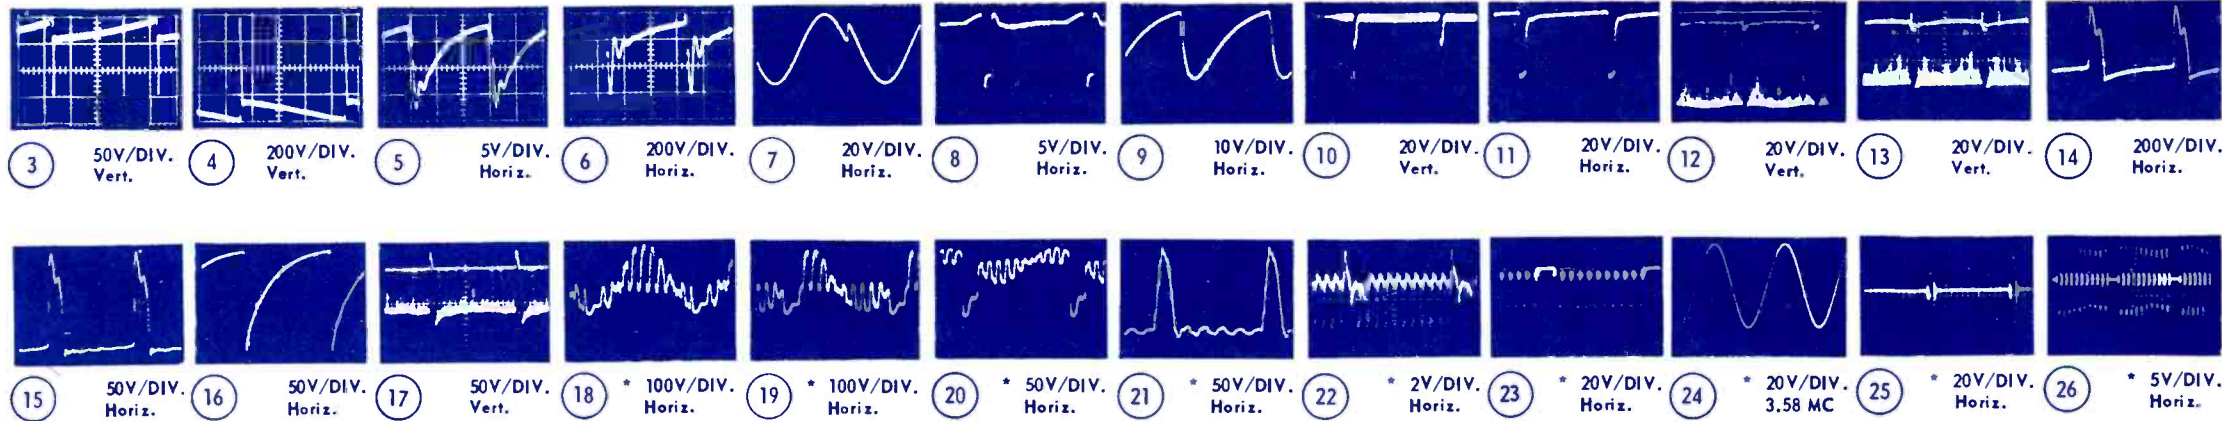 3 50V/DIV.
Vert.
4 200V/DIV.
Vert.
5 5V/DIV.
Horiz.
6 200V/DIV.
Horiz.
7 20V/DIV.
Horiz.
8 5V/DIV.
Horiz.
9 10V/DIV.
Horiz.
10 20V/DIV.
Vert.
11 20V/DIV.
Horiz.
12 20V/DIV.
Vert.
13 20V/DIV.
Vert.
14 200V/DIV.
Horiz.
15 50V/DIV.
Horiz.
16 50V/DIV.
Horiz.
17 50V/DIV.
Vert.
18 * 100V/DIV.
Horiz.
19 * 100V/DIV.
Horiz.
20 * 50V/DIV.
Horiz.
21 * 50V/DIV.
Horiz.
22 * 2V/DIV.
Horiz.
23 * 20V/DIV.
Horiz.
24 * 20V/DIV.
3.58 MC
25 * 20V/DIV.
Horiz.
26 * 5V/DIV.
Horiz.